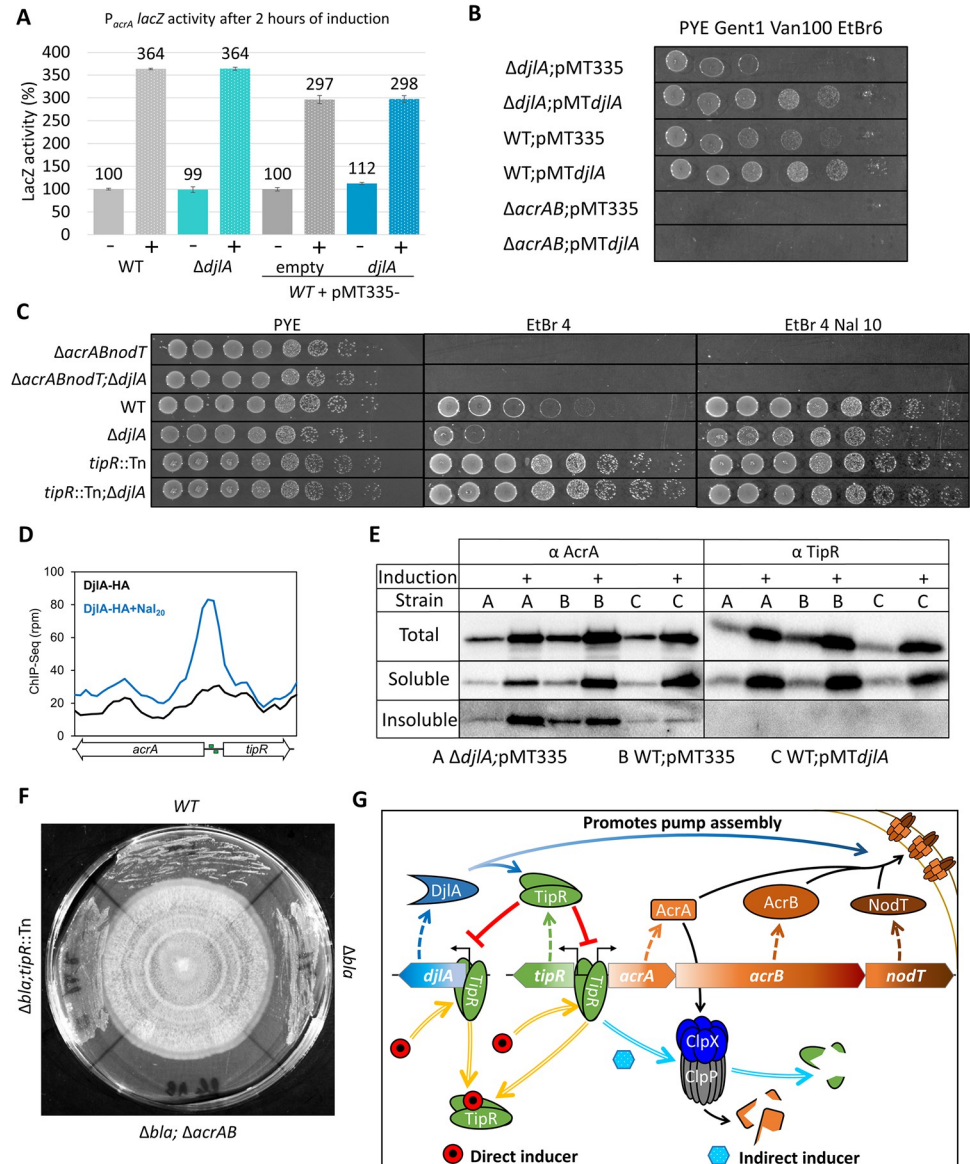 A
PacrA lacZ activity after 2 hours of induction
LacZ activity (%)
400
350
300
250
200
150
100
50
0
100
364
99
364
100
297
112
298
- + - + - + - +
WT ΔdjlA empty djlA
WT + pMT335-
B
PYE Gent1 Van100 EtBr6
ΔdjlA;pMT335
ΔdjlA;pMTdjlA
WT;pMT335
WT;pMTdjlA
ΔacrAB;pMT335
ΔacrAB;pMTdjlA
C
PYE EtBr 4 EtBr 4 Nal 10
ΔacrABnodT
ΔacrABnodT;ΔdjlA
WT
ΔdjlA
tipR::Tn
tipR::Tn;ΔdjlA
D
ChIP-Seq (rpm)
100
80
60
40
20
0
DjlA-HA
DjlA-HA+Nal20
acrA tipR
E
α AcrA α TipR
Induction + + + + + +
Strain A A B B C C A A B B C C
Total
Soluble
Insoluble
A ΔdjlA;pMT335 B WT;pMT335 C WT;pMTdjlA
F
WT
Δbla;tipR::Tn
Δbla
Δbla; ΔacrAB
G
Promotes pump assembly
DjlA
TipR
AcrA
AcrB
NodT
djlA
TipR
tipR
TipR
acrA
acrB
nodT
ClpX
ClpP
TipR
Direct inducer
Indirect inducer